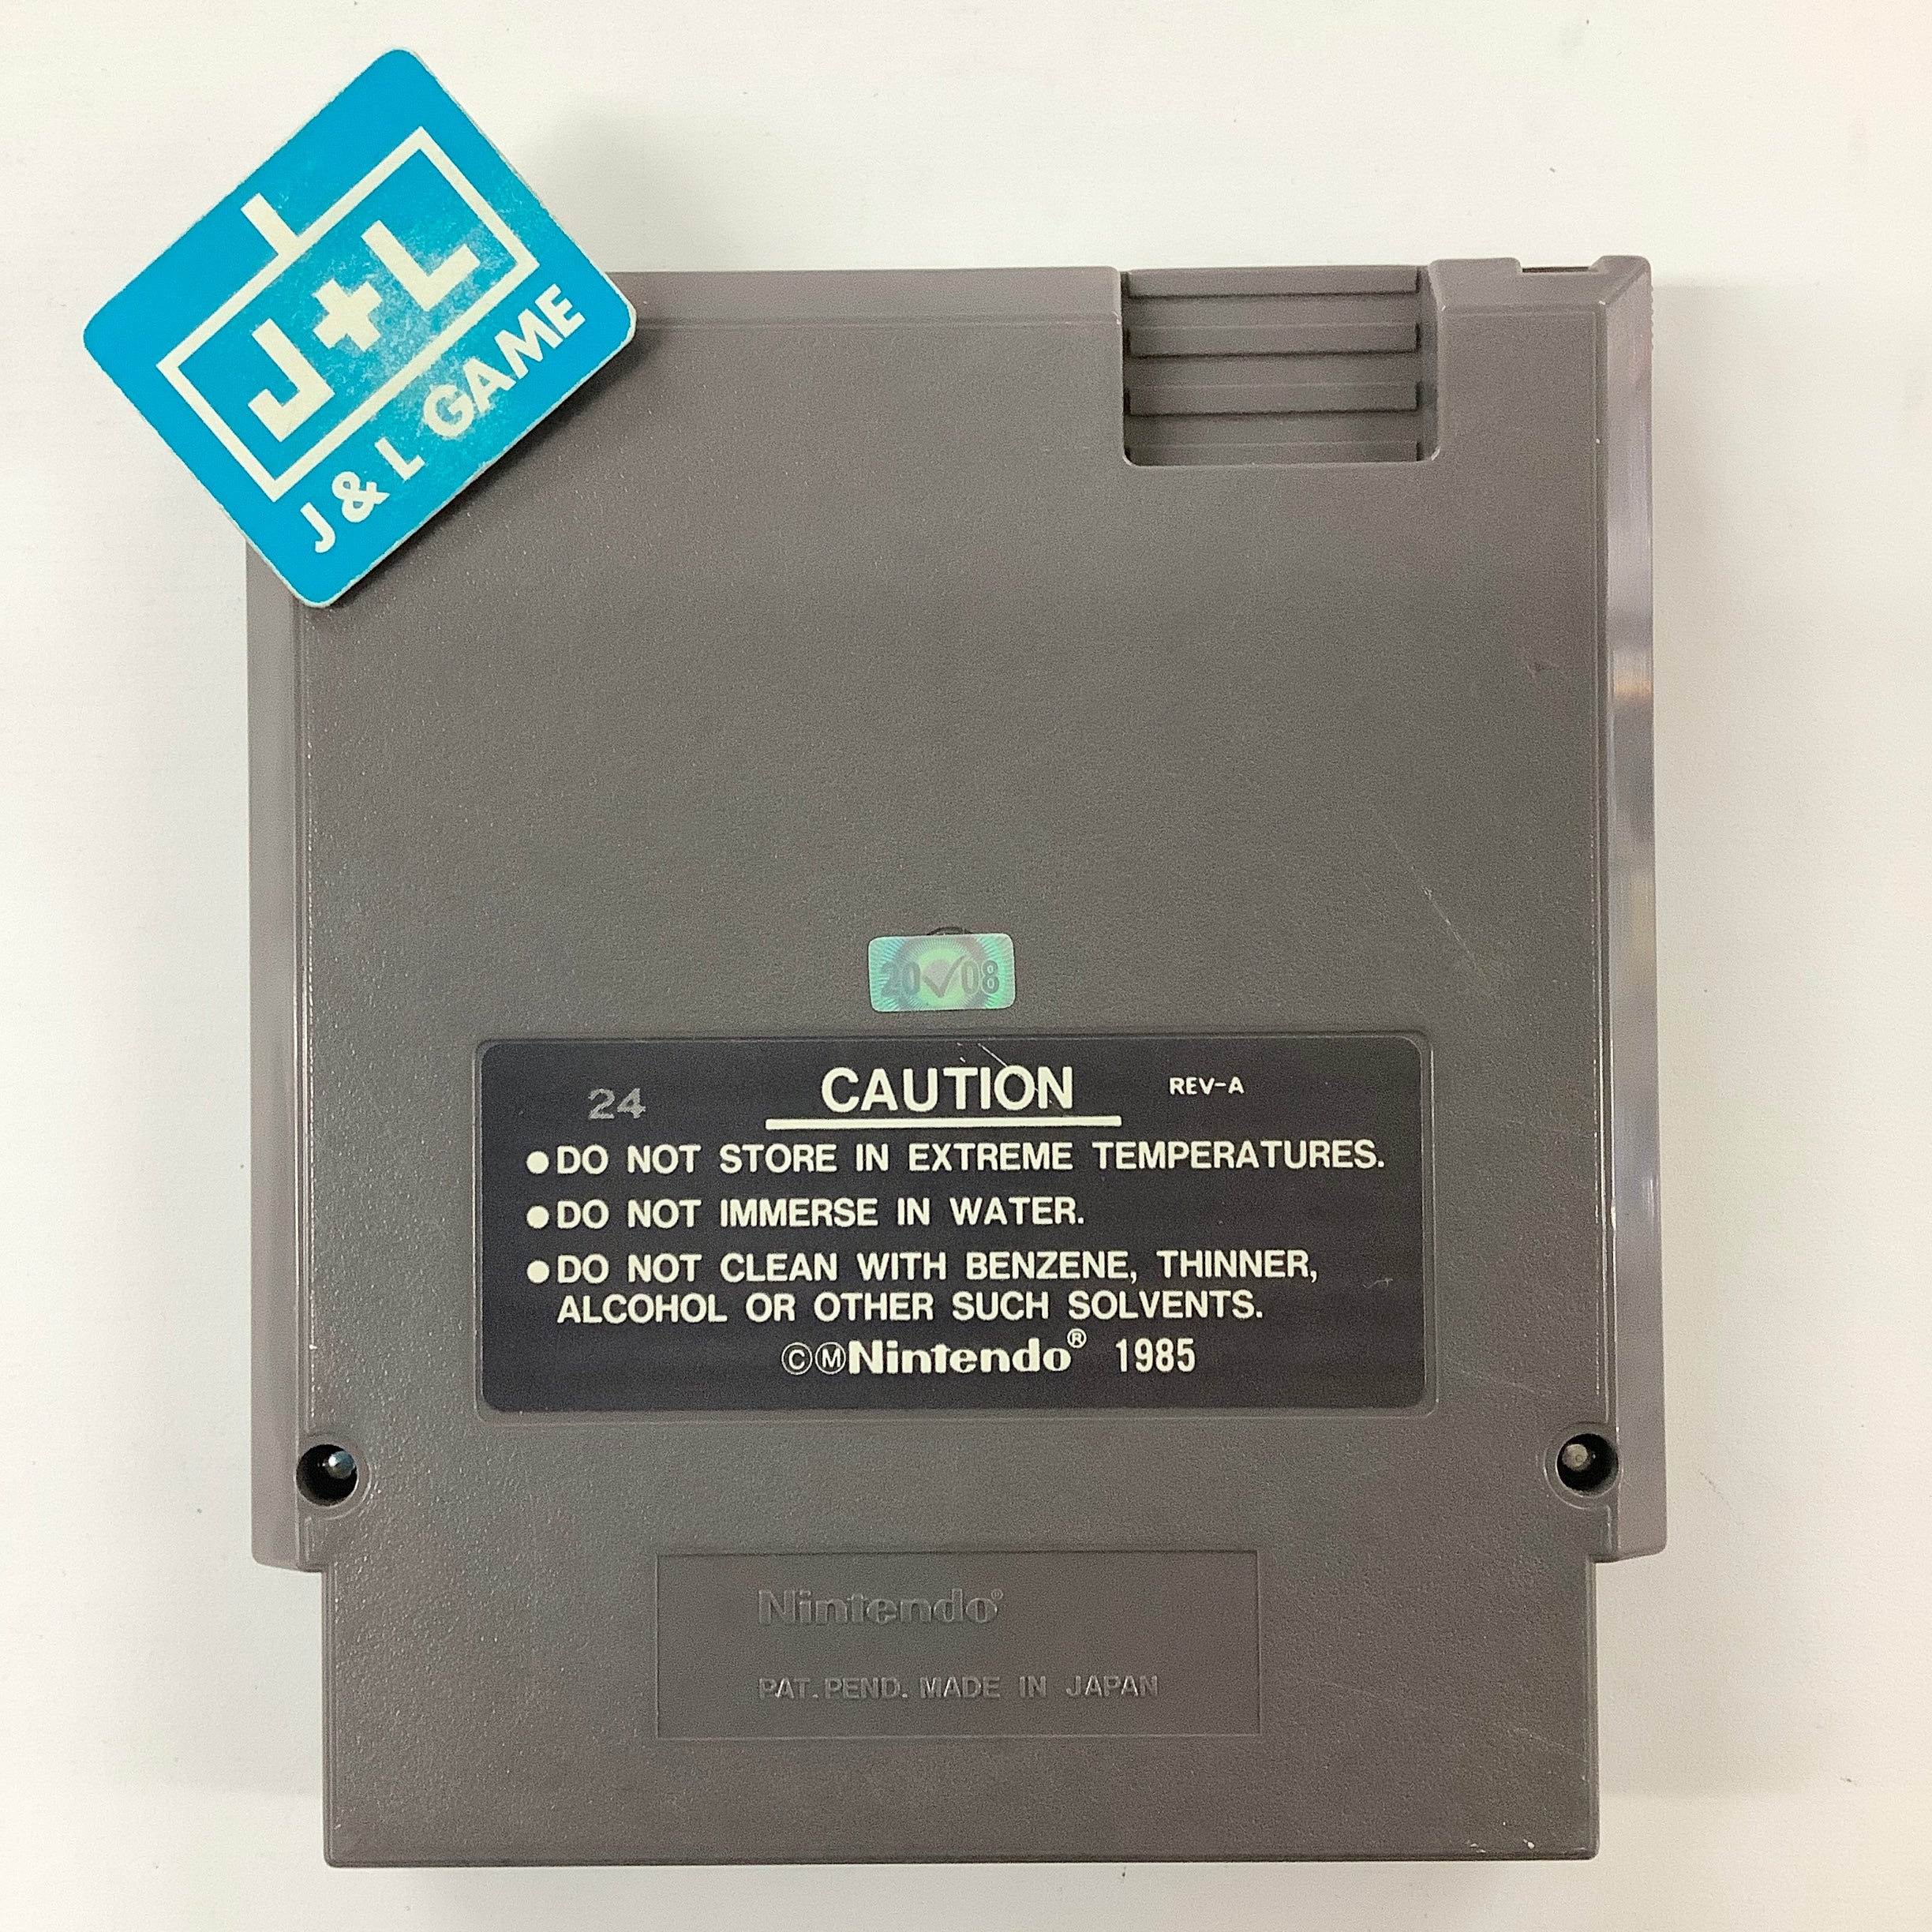 J+L
J & L GAME
20✓08
24
CAUTION
REV-A
●DO NOT STORE IN EXTREME TEMPERATURES.
●DO NOT IMMERSE IN WATER.
●DO NOT CLEAN WITH BENZENE, THINNER,
ALCOHOL OR OTHER SUCH SOLVENTS.
ⒸⓂNintendo® 1985
Nintendo®
PAT. PEND. MADE IN JAPAN